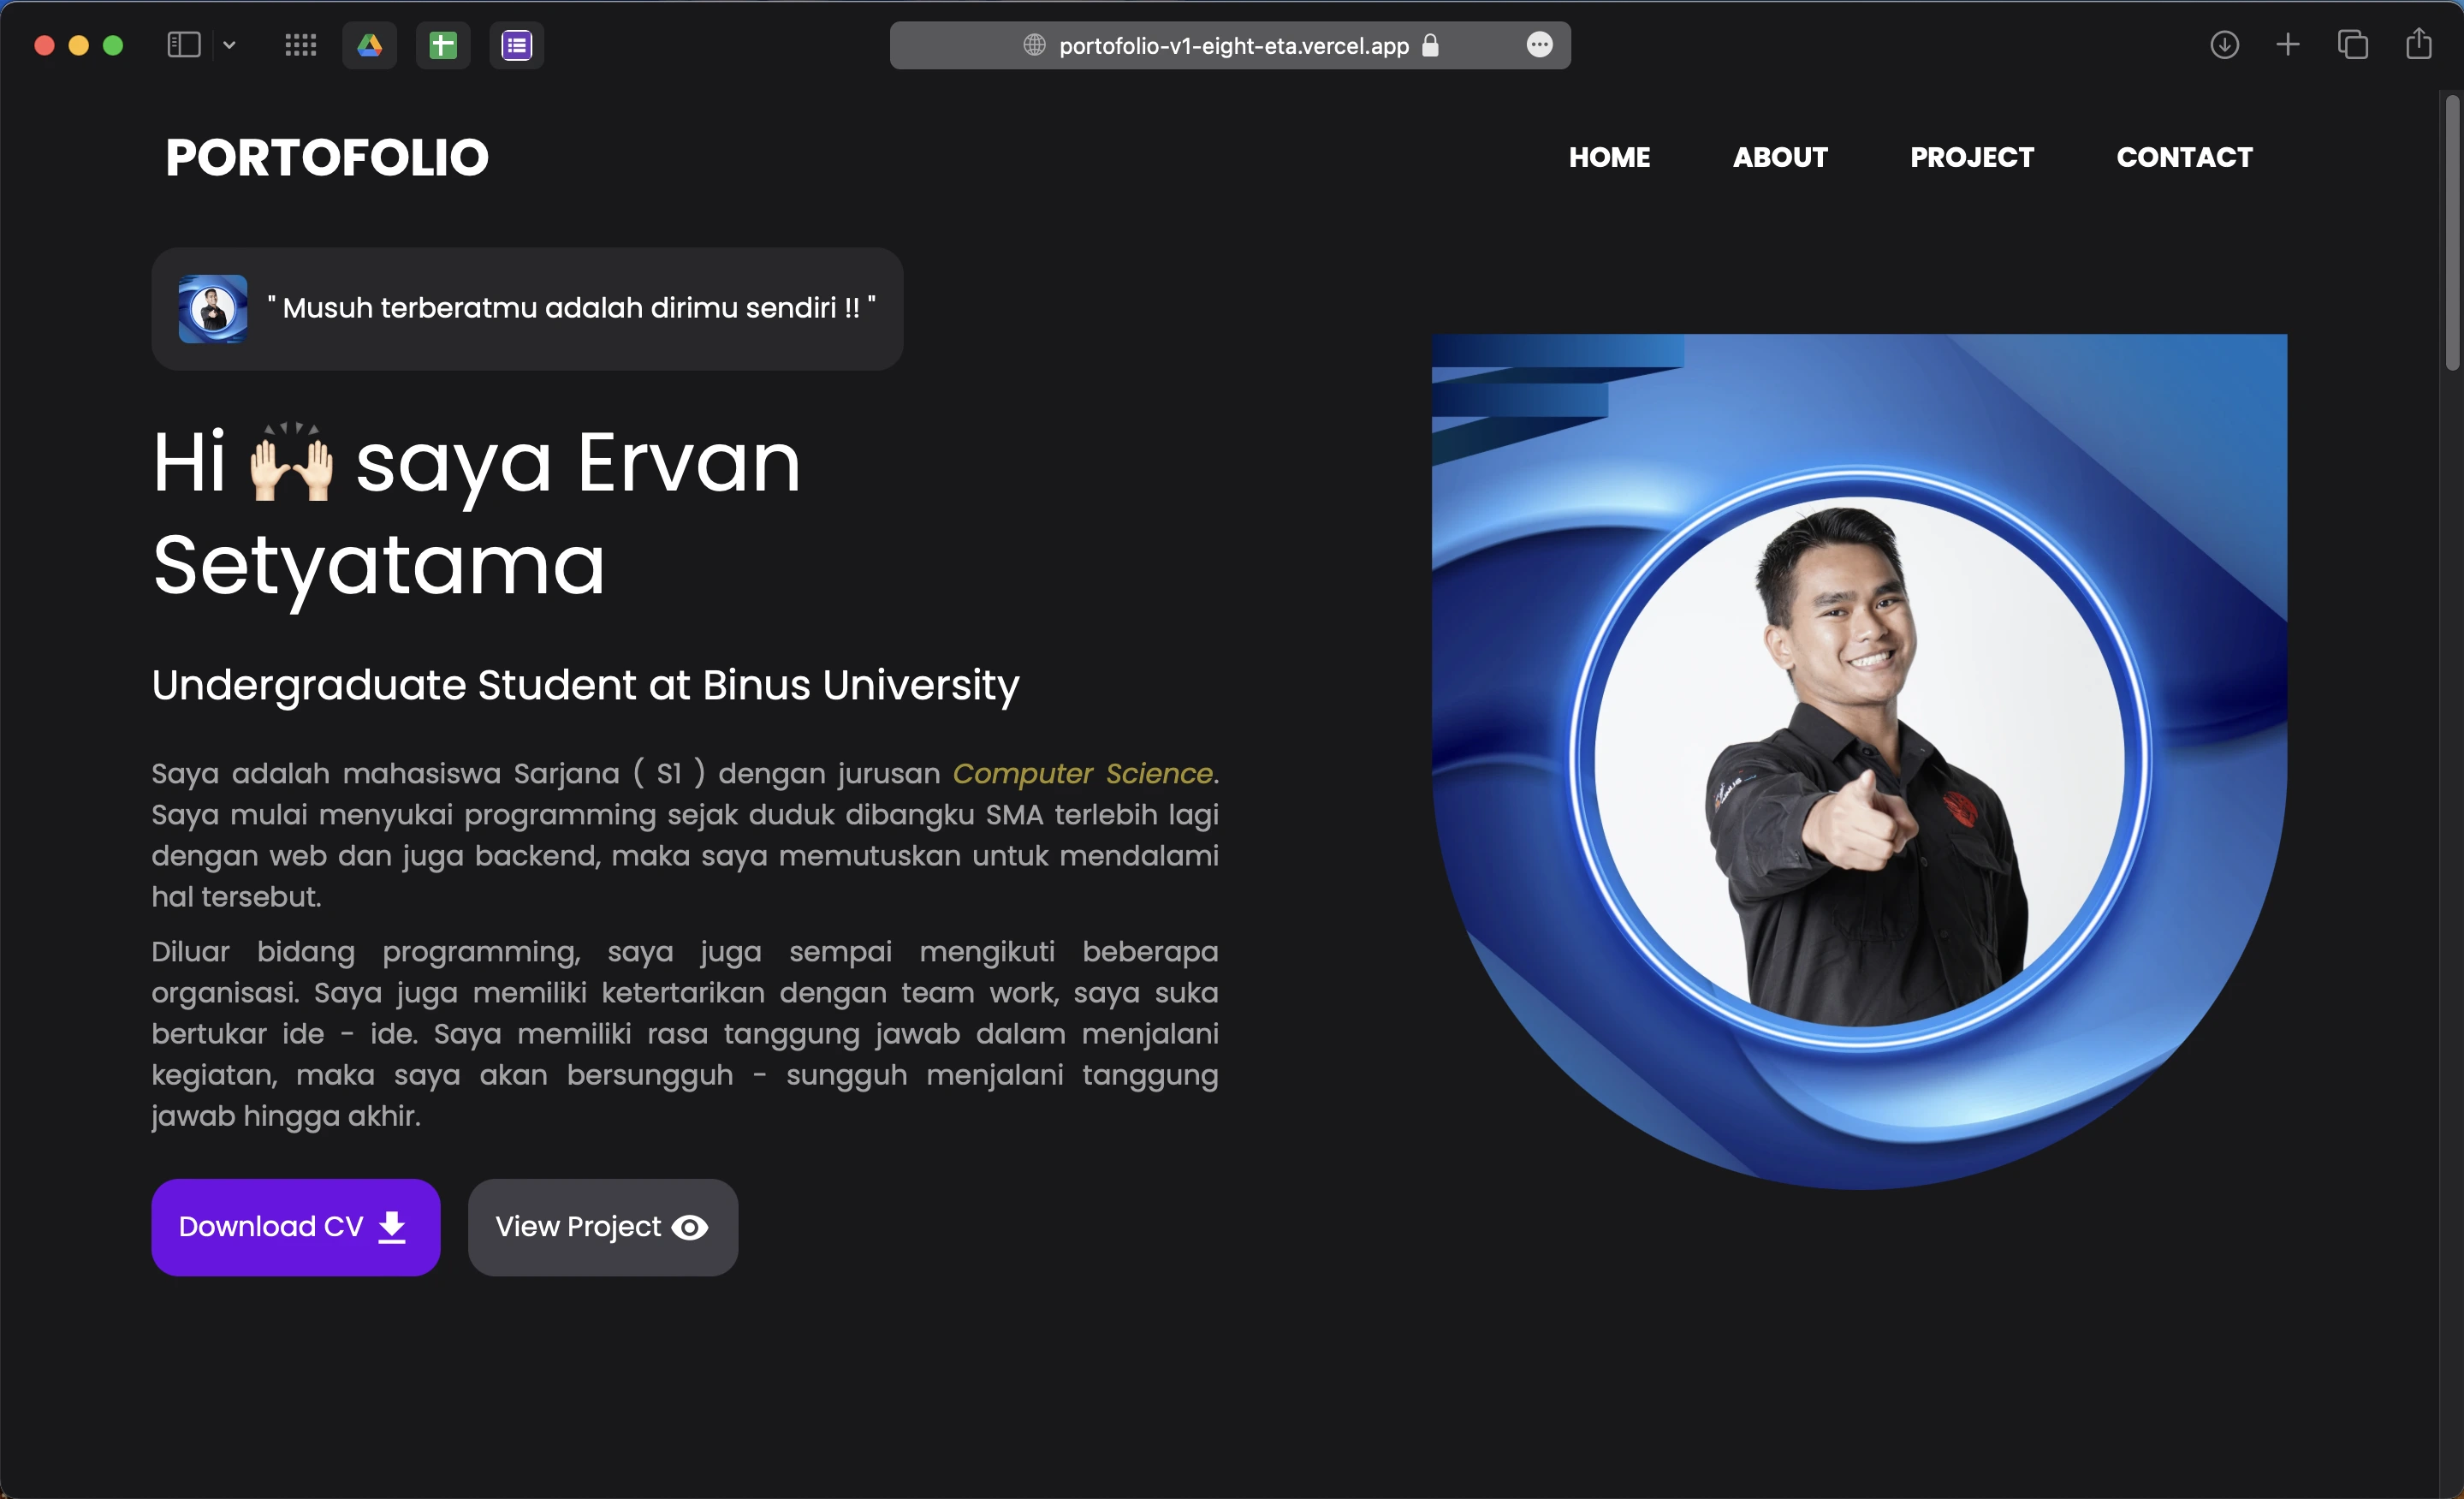 portofolio-v1-eight-eta.vercel.app
PORTOFOLIO
HOME ABOUT PROJECT CONTACT
" Musuh terberatmu adalah dirimu sendiri !! "
Hi 🙌🏻 saya Ervan
Setyatama
Undergraduate Student at Binus University
Saya adalah mahasiswa Sarjana ( S1 ) dengan jurusan Computer Science.
Saya mulai menyukai programming sejak duduk dibangku SMA terlebih lagi
dengan web dan juga backend, maka saya memutuskan untuk mendalami
hal tersebut.
Diluar bidang programming, saya juga sempai mengikuti beberapa
organisasi. Saya juga memiliki ketertarikan dengan team work, saya suka
bertukar ide - ide. Saya memiliki rasa tanggung jawab dalam menjalani
kegiatan, maka saya akan bersungguh - sungguh menjalani tanggung
jawab hingga akhir.
Download CV
View Project